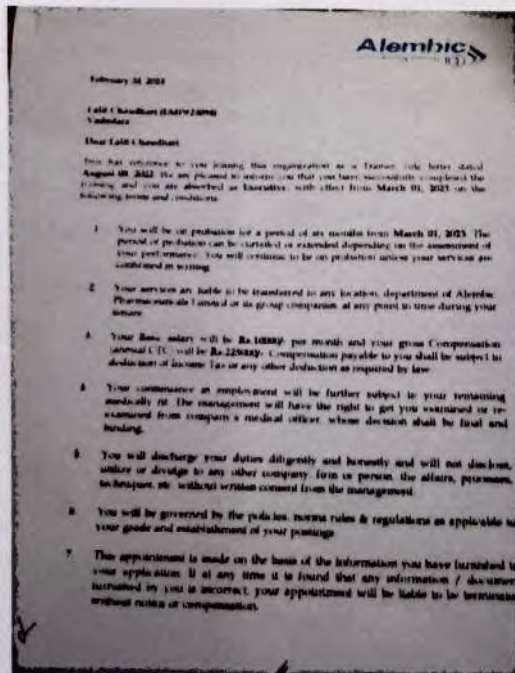 Alembic
February 2023
Lalit Chaudhari
Vadodara
Dear Lalit Chaudhari
This has reference to you joining this organization as a Trainee vide letter dated
August 08, 2022. We are pleased to inform you that you have successfully completed the
training and you are absorbed as Executive, with effect from March 01, 2023 on the
following terms and conditions.
1 You will be on probation for a period of six months from March 01, 2023. The
period of probation can be curtailed or extended depending on the assessment of
your performance. You will continue to be on probation unless your services are
confirmed in writing.
2 Your services are liable to be transferred to any location, department of Alembic
Pharmaceuticals Limited or its group companies at any point in time during your
tenure
Your Basic salary will be per month and your gross Compensation
(annual CTC) will be Compensation payable to you shall be subject to
deduction of Income Tax or any other deduction as required by law
Your continuance in employment will be further subject to your remaining
medically fit. The management will have the right to get you examined or re-
examined from company's medical officer, whose decision shall be final and
binding.
5 You will discharge your duties diligently and honestly and will not disclose,
utilize or divulge to any other company, firm or person, the affairs, processes,
techniques, etc. without written consent from the management
6 You will be governed by the policies, norms rules & regulations as applicable to
your grade and establishment of your postings
7 This appointment is made on the basis of the information you have furnished in
your application. If at any time it is found that any information / document
furnished by you is incorrect, your appointment will be liable to be terminated
without notice or compensation.